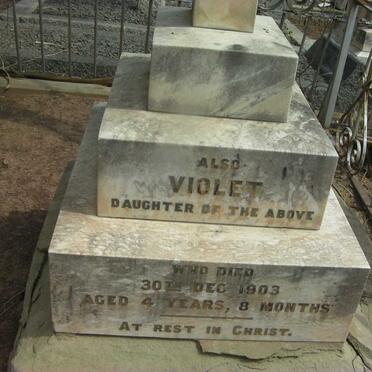 ALSO
VIOLET
DAUGHTER OF THE ABOVE
WHO DIED
30TH DEC 1903
AGED 4 YEARS, 8 MONTHS
AT REST IN CHRIST.